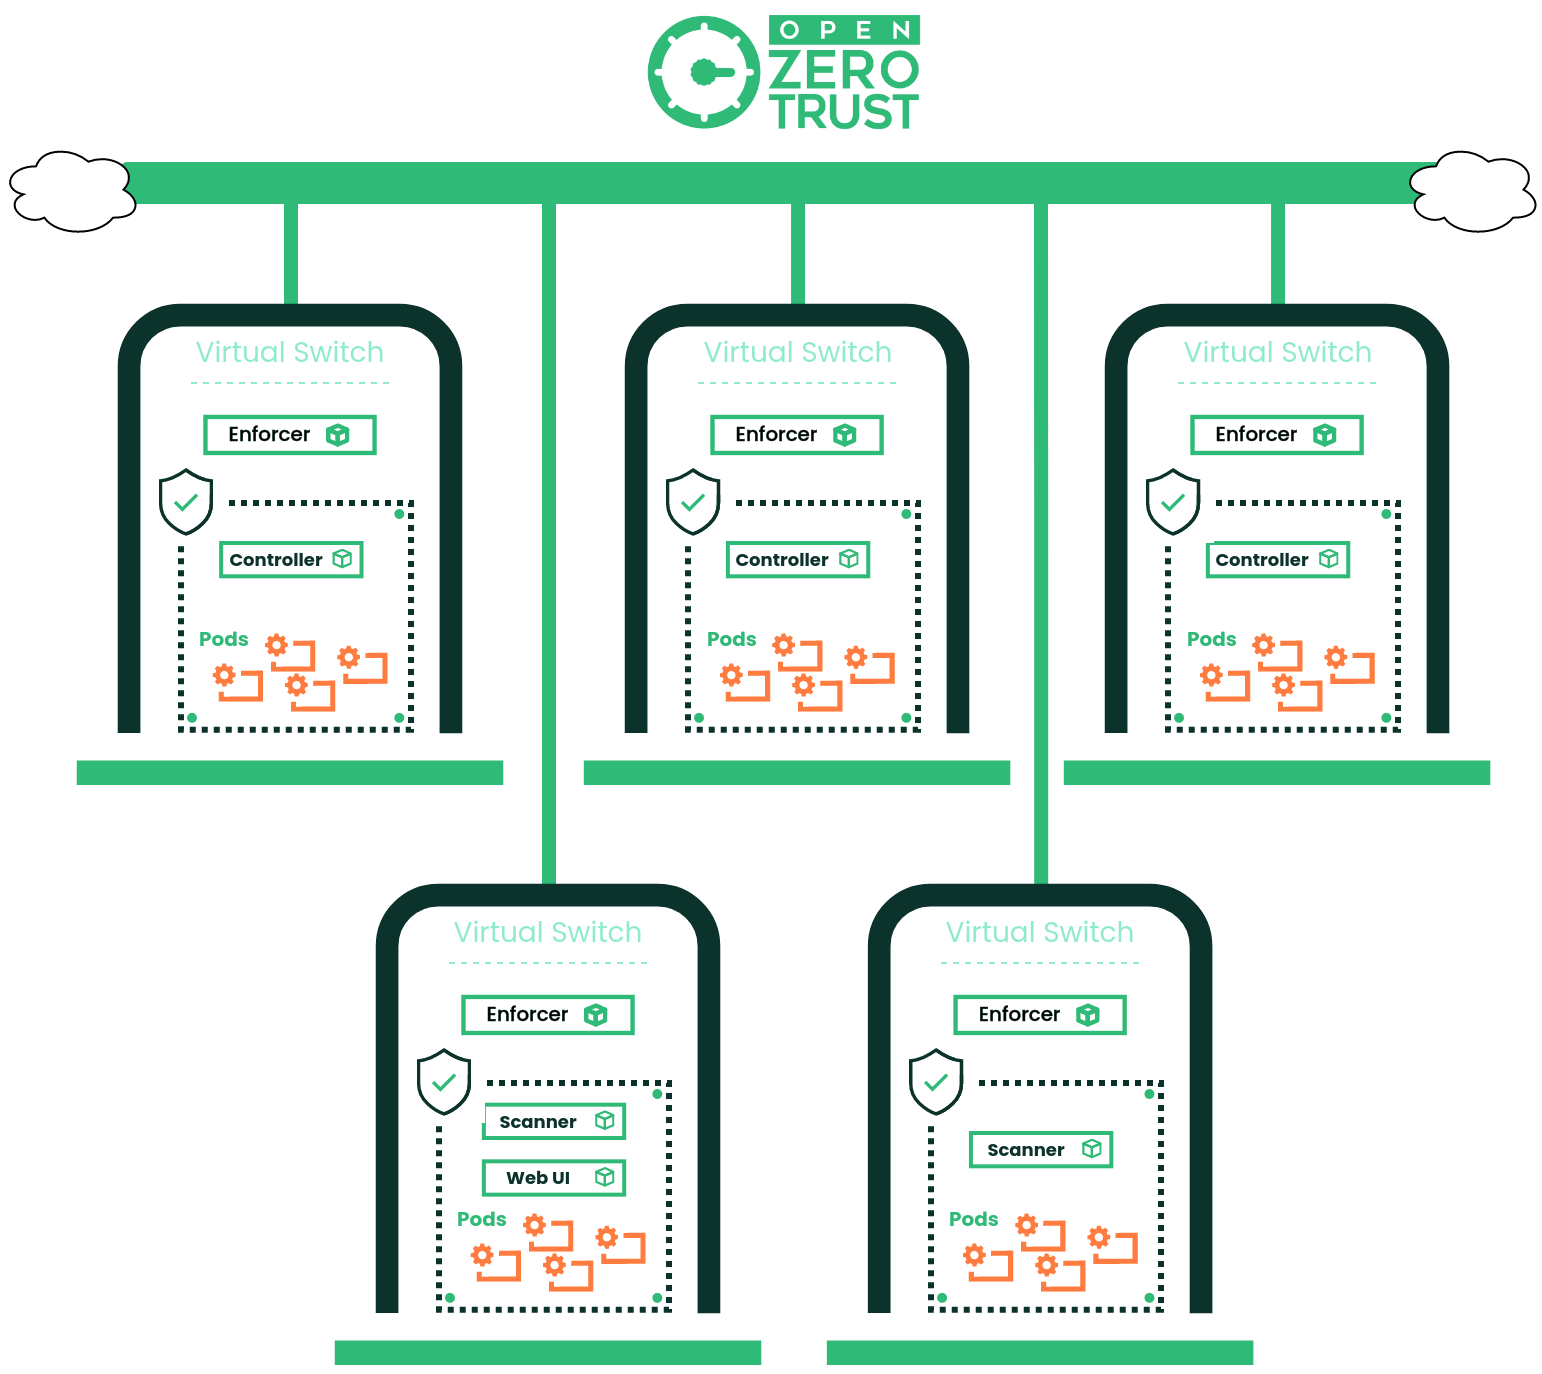 OPEN
ZERO
TRUST
Virtual Switch
Enforcer
Controller
Pods
Virtual Switch
Enforcer
Controller
Pods
Virtual Switch
Enforcer
Controller
Pods
Virtual Switch
Enforcer
Scanner
Web UI
Pods
Virtual Switch
Enforcer
Scanner
Pods